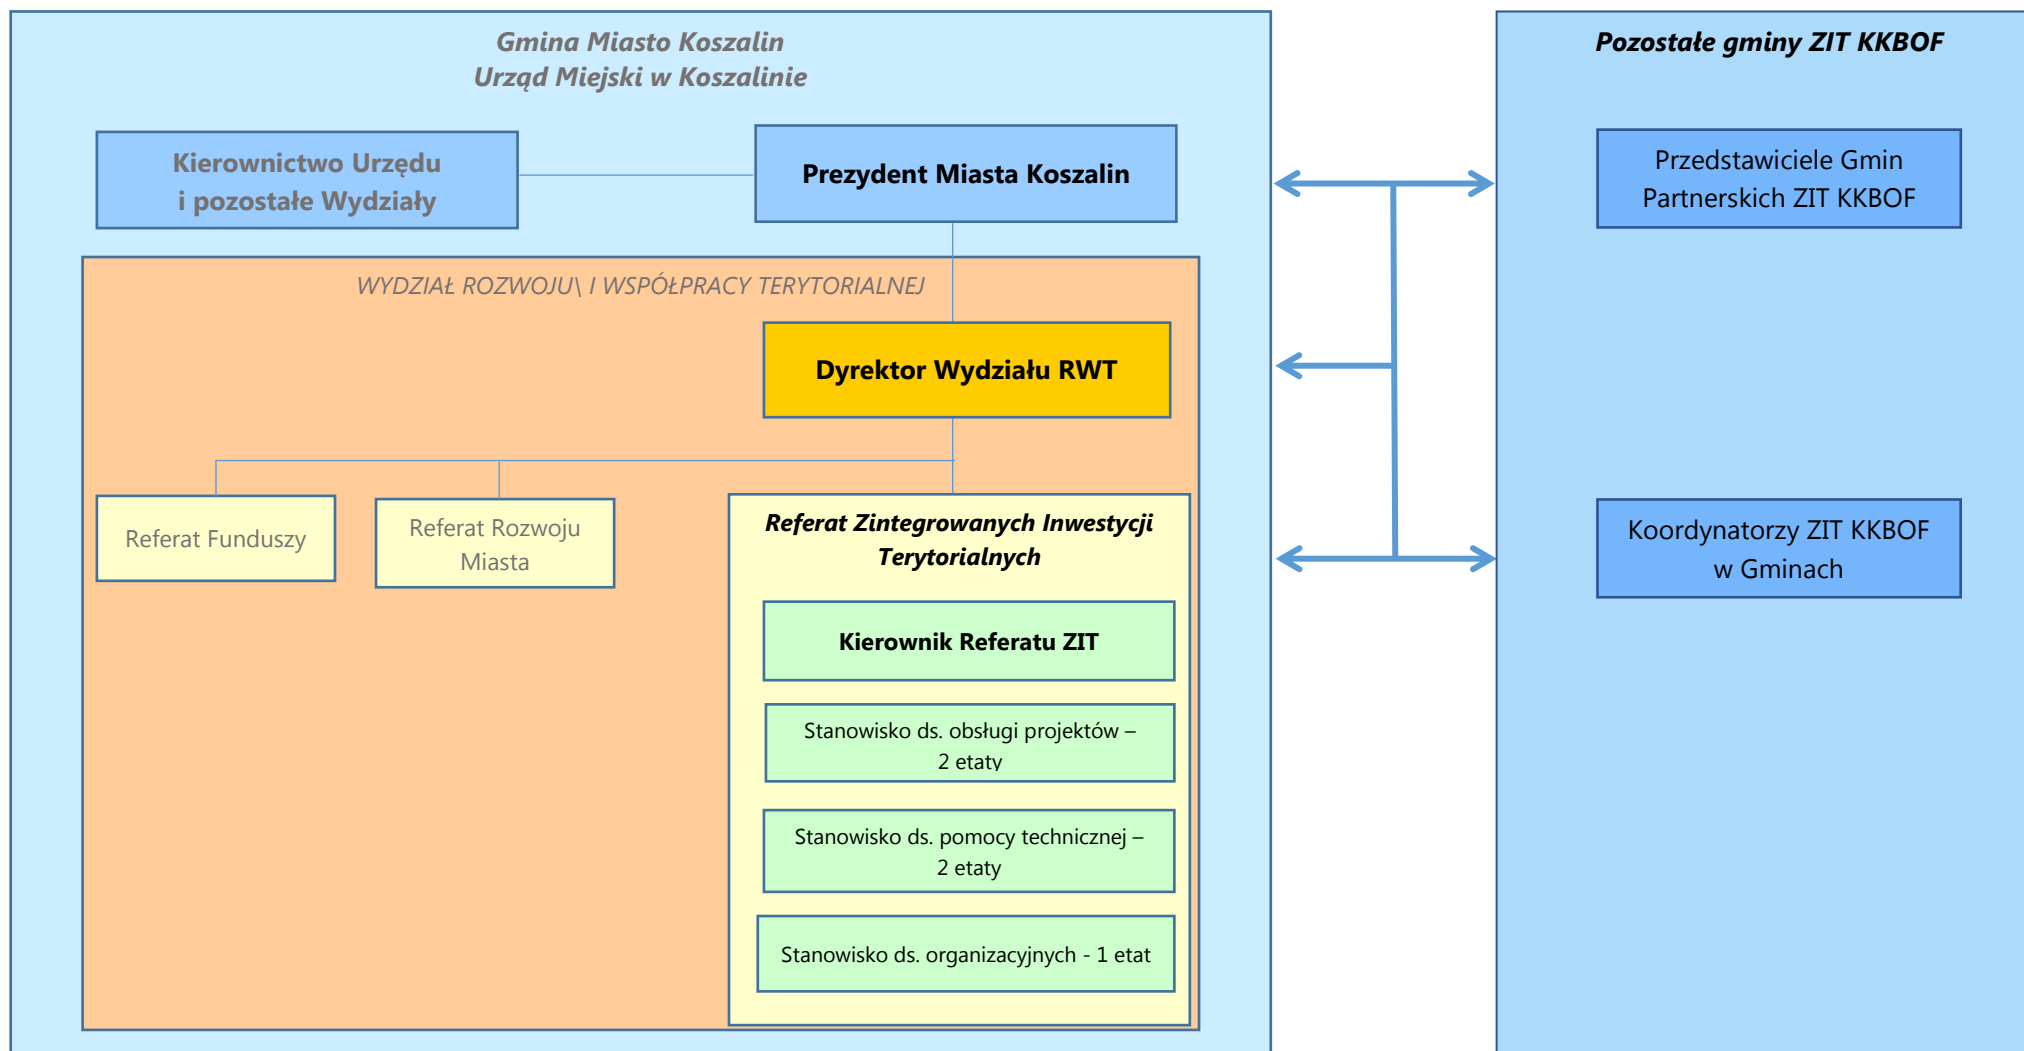 Gmina Miasto Koszalin
Urząd Miejski w Koszalinie
Kierownictwo Urzędu
i pozostałe Wydziały
Prezydent Miasta Koszalin
WYDZIAŁ ROZWOJU\ I WSPÓŁPRACY TERYTORIALNEJ
Dyrektor Wydziału RWT
Referat Funduszy
Referat Rozwoju
Miasta
Referat Zintegrowanych Inwestycji
Terytorialnych
Kierownik Referatu ZIT
Stanowisko ds. obsługi projektów –
2 etaty
Stanowisko ds. pomocy technicznej –
2 etaty
Stanowisko ds. organizacyjnych - 1 etat
Pozostałe gminy ZIT KKBOF
Przedstawiciele Gmin
Partnerskich ZIT KKBOF
Koordynatorzy ZIT KKBOF
w Gminach